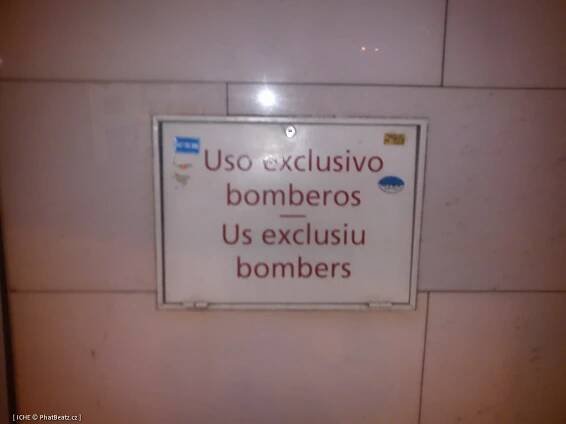 Uso exclusivo
bomberos
Us exclusiu
bombers
[ ICHE © PhatBeatz.cz ]